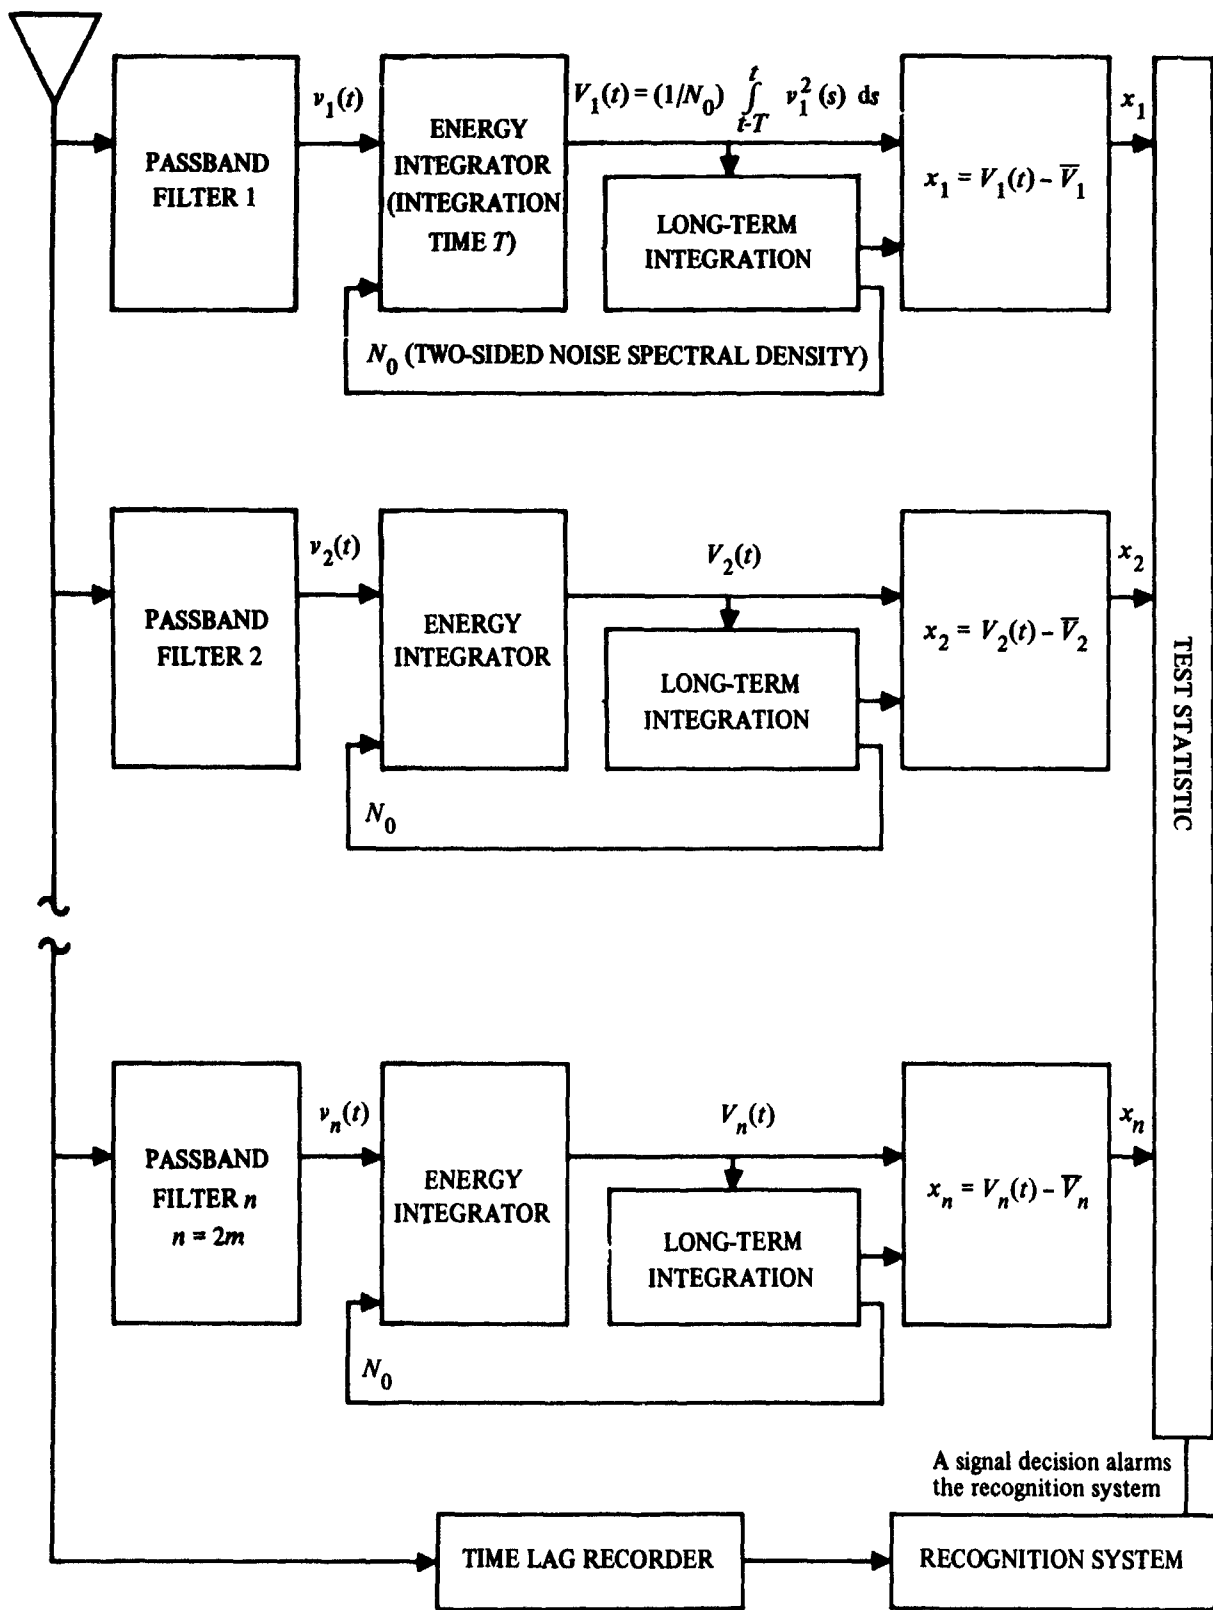 v₁(t)
V₁(t) = (1/N₀) ∫ₜ₋ₜᵗ v₁²(s) ds
x₁
PASSBAND
FILTER 1
ENERGY
INTEGRATOR
(INTEGRATION
TIME T)
LONG-TERM
INTEGRATION
x₁ = V₁(t) – V̅₁
N₀ (TWO-SIDED NOISE SPECTRAL DENSITY)
v₂(t)
V₂(t)
x₂
PASSBAND
FILTER 2
ENERGY
INTEGRATOR
LONG-TERM
INTEGRATION
x₂ = V₂(t) – V̅₂
N₀
TEST STATISTIC
vₙ(t)
Vₙ(t)
xₙ
PASSBAND
FILTER n
n = 2m
ENERGY
INTEGRATOR
LONG-TERM
INTEGRATION
xₙ = Vₙ(t) – V̅ₙ
N₀
A signal decision alarms
the recognition system
TIME LAG RECORDER
RECOGNITION SYSTEM